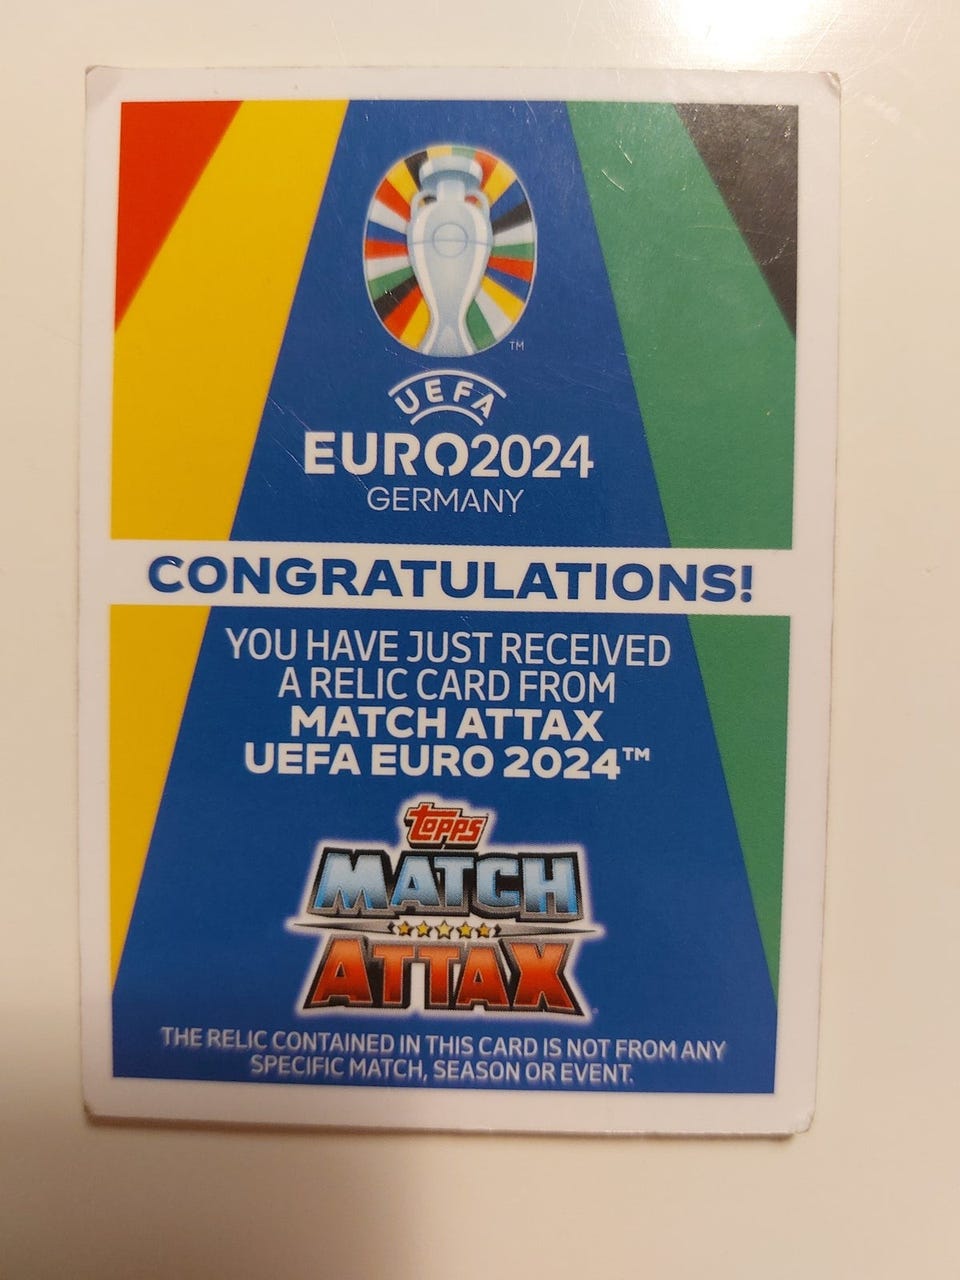 TM
UEFA
EURO2024
GERMANY
CONGRATULATIONS!
YOU HAVE JUST RECEIVED
A RELIC CARD FROM
MATCH ATTAX
UEFA EURO 2024™
topps
MATCH
ATTAX
THE RELIC CONTAINED IN THIS CARD IS NOT FROM ANY
SPECIFIC MATCH, SEASON OR EVENT.